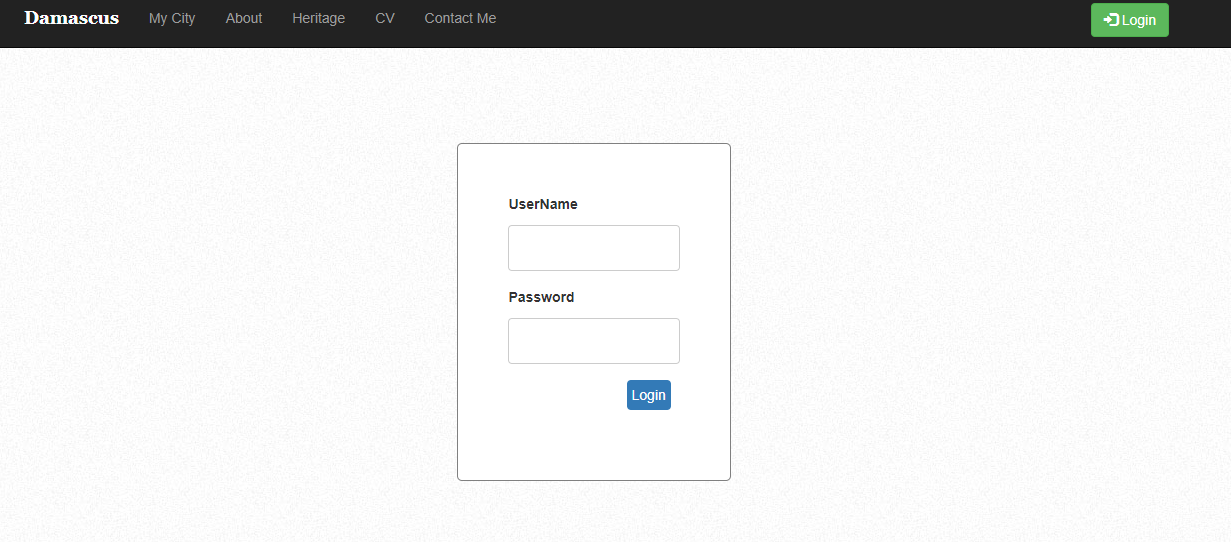 Damascus My City About Heritage CV Contact Me Login
UserName
Password
Login